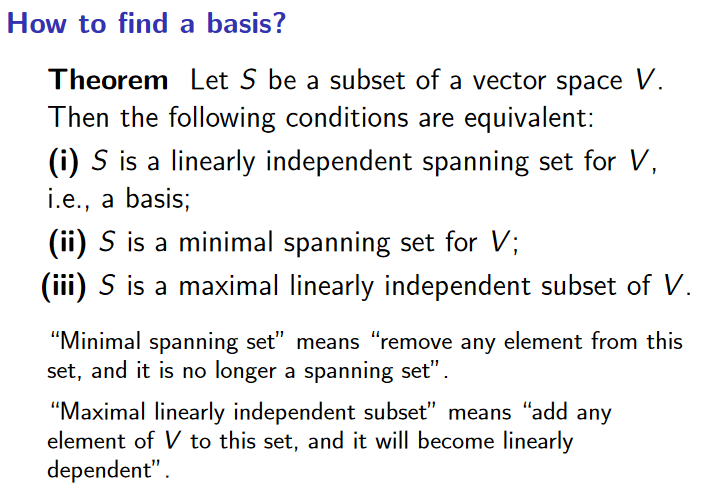 How to find a basis?
Theorem Let S be a subset of a vector space V.
Then the following conditions are equivalent:
(i) S is a linearly independent spanning set for V,
i.e., a basis;
(ii) S is a minimal spanning set for V;
(iii) S is a maximal linearly independent subset of V.
“Minimal spanning set” means “remove any element from this
set, and it is no longer a spanning set”.
“Maximal linearly independent subset” means “add any
element of V to this set, and it will become linearly
dependent”.